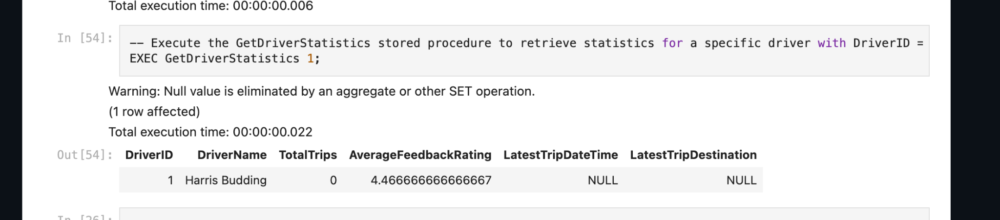 Total execution time: 00:00:00.006
In [54]:
-- Execute the GetDriverStatistics stored procedure to retrieve statistics for a specific driver with DriverID =
EXEC GetDriverStatistics 1;
Warning: Null value is eliminated by an aggregate or other SET operation.
(1 row affected)
Total execution time: 00:00:00.022
Out[54]: DriverID DriverName TotalTrips AverageFeedbackRating LatestTripDateTime LatestTripDestination
1 Harris Budding 0 4.466666666666667 NULL NULL
In [26]: